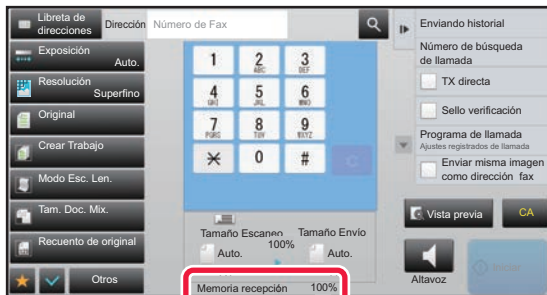 Libreta de
direcciones
Dirección
Número de Fax
Exposición
Auto.
Resolución
Superfino
Original
Crear Trabajo
Modo Esc. Len.
Tam. Doc. Mix.
Recuento de original
Otros
1
2
ABC
3
DEF
4
GHI
5
JKL
6
MNO
7
PQRS
8
TUV
9
WXYZ
0
#
C
Tamaño Escaneo
Tamaño Envío
100%
Auto.
Auto.
Memoria recepción 100%
Enviando historial
Número de búsqueda
de llamada
TX directa
Sello verificación
Programa de llamada
Ajustes registrados de llamada
Enviar misma imagen
como dirección fax
Vista previa
CA
Altavoz
Iniciar